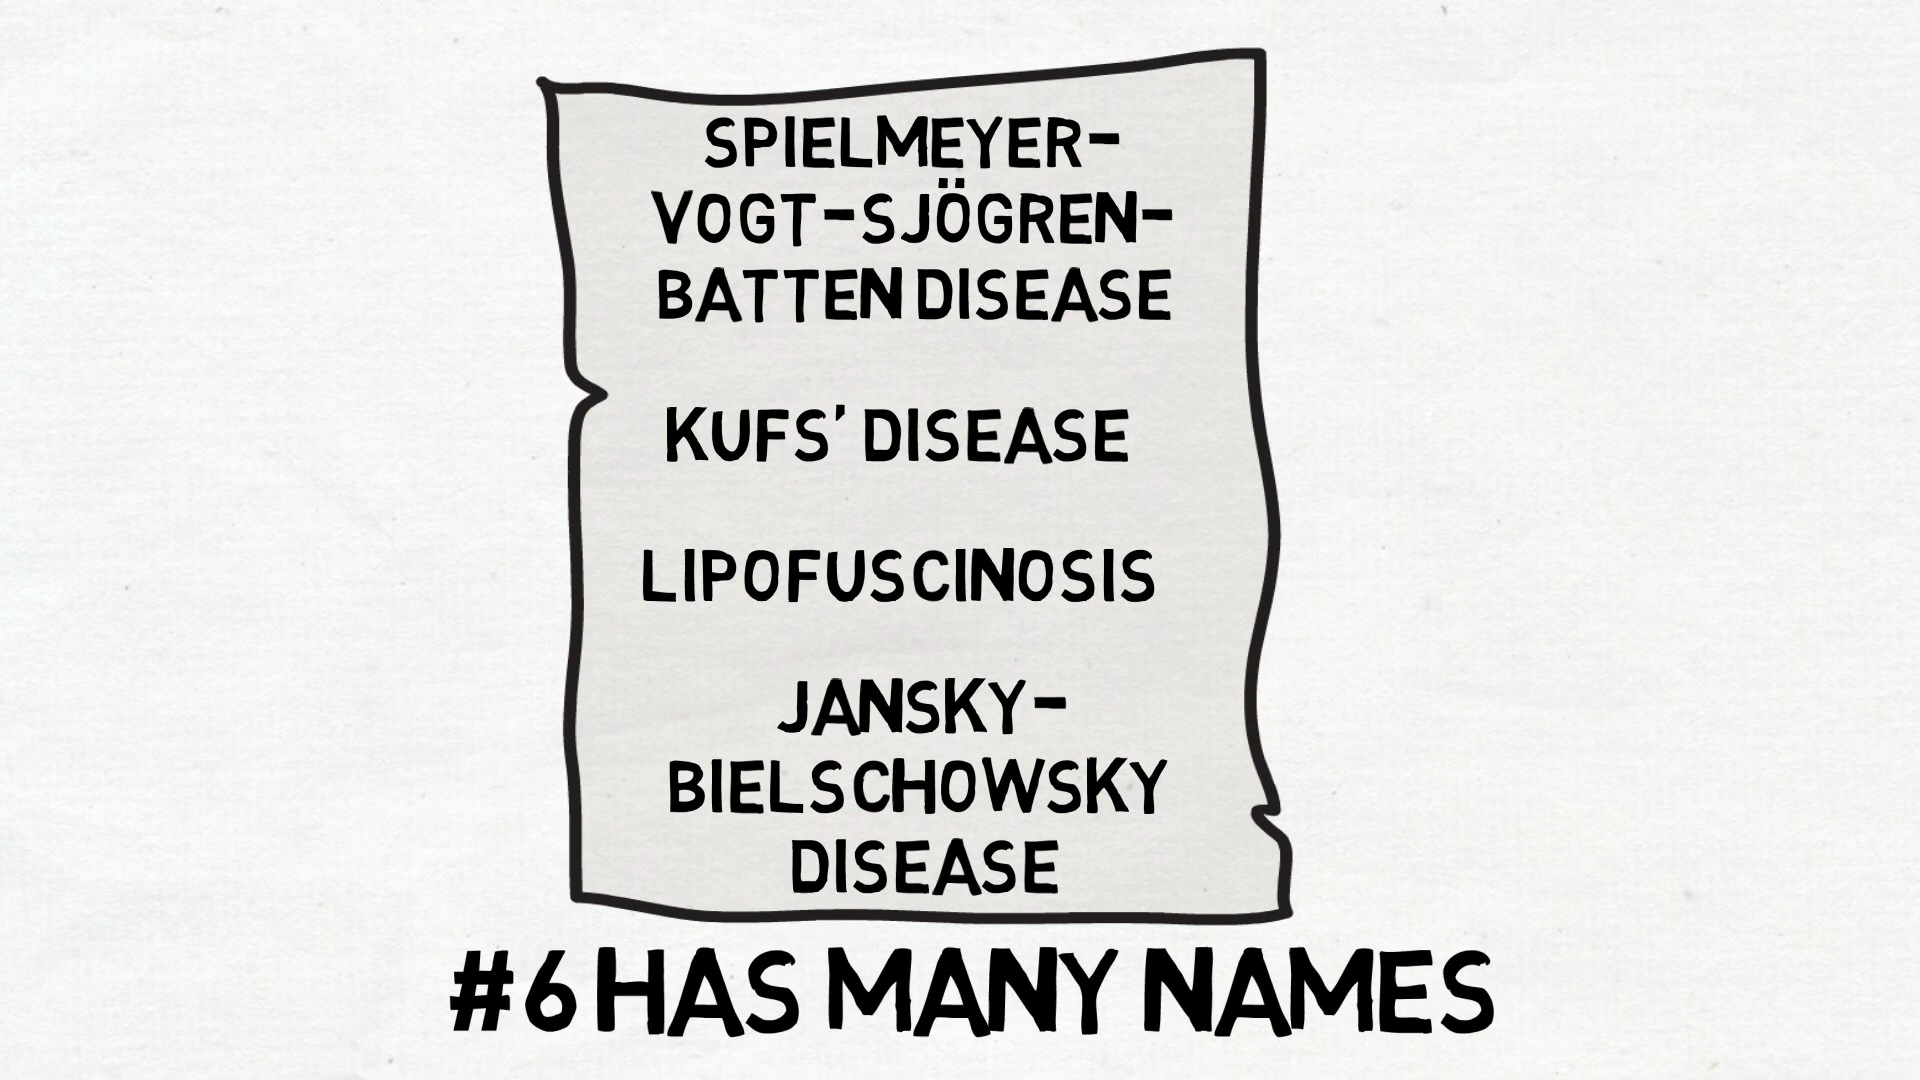 SPIELMEYER-
VOGT-SJÖGREN-
BATTEN DISEASE
KUFS' DISEASE
LIPOFUSCINOSIS
JANSKY-
BIELSCHOWSKY
DISEASE
#6 HAS MANY NAMES